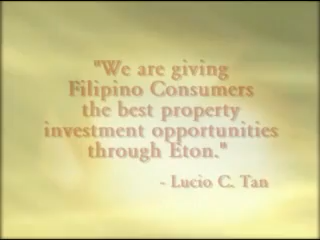 "We are giving
Filipino Consumers
the best property
investment opportunities
through Eton."
- Lucio C. Tan